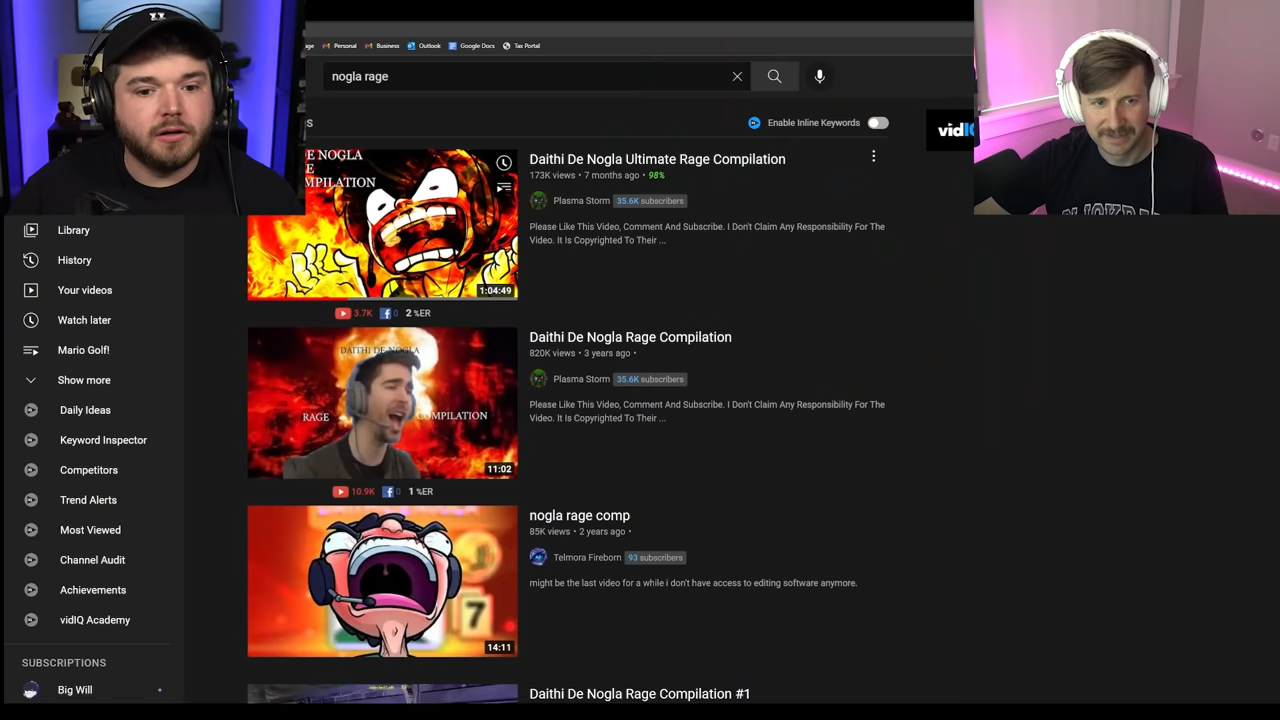 Personal
Business
Outlook
Google Docs
Tax Portal
nogla rage
s
Enable Inline Keywords
vidIQ
E NOGLA
E
MPILATION
1:04:49
3.7K
0
2 %ER
Daithi De Nogla Ultimate Rage Compilation
173K views • 7 months ago • 98%
Plasma Storm 35.6K subscribers
Please Like This Video, Comment And Subscribe. I Don't Claim Any Responsibility For The
Video. It Is Copyrighted To Their ...
Library
History
Your videos
Watch later
Mario Golf!
Show more
Daily Ideas
Keyword Inspector
Competitors
Trend Alerts
Most Viewed
Channel Audit
Achievements
vidIQ Academy
SUBSCRIPTIONS
Big Will
DAITHI DE NOGLA
RAGE COMPILATION
11:02
10.9K
0
1 %ER
Daithi De Nogla Rage Compilation
820K views • 3 years ago •
Plasma Storm 35.6K subscribers
Please Like This Video, Comment And Subscribe. I Don't Claim Any Responsibility For The
Video. It Is Copyrighted To Their ...
7
14:11
nogla rage comp
85K views • 2 years ago •
Telmora Fireborn 93 subscribers
might be the last video for a while i don't have access to editing software anymore.
Daithi De Nogla Rage Compilation #1